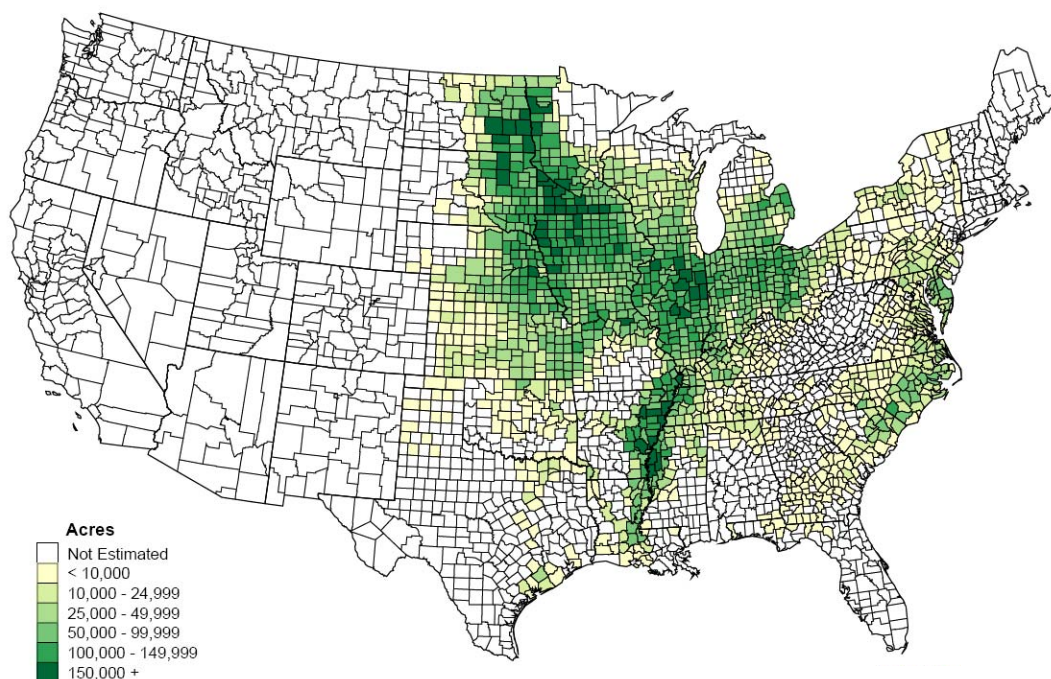 Acres
Not Estimated
< 10,000
10,000 - 24,999
25,000 - 49,999
50,000 - 99,999
100,000 - 149,999
150,000 +